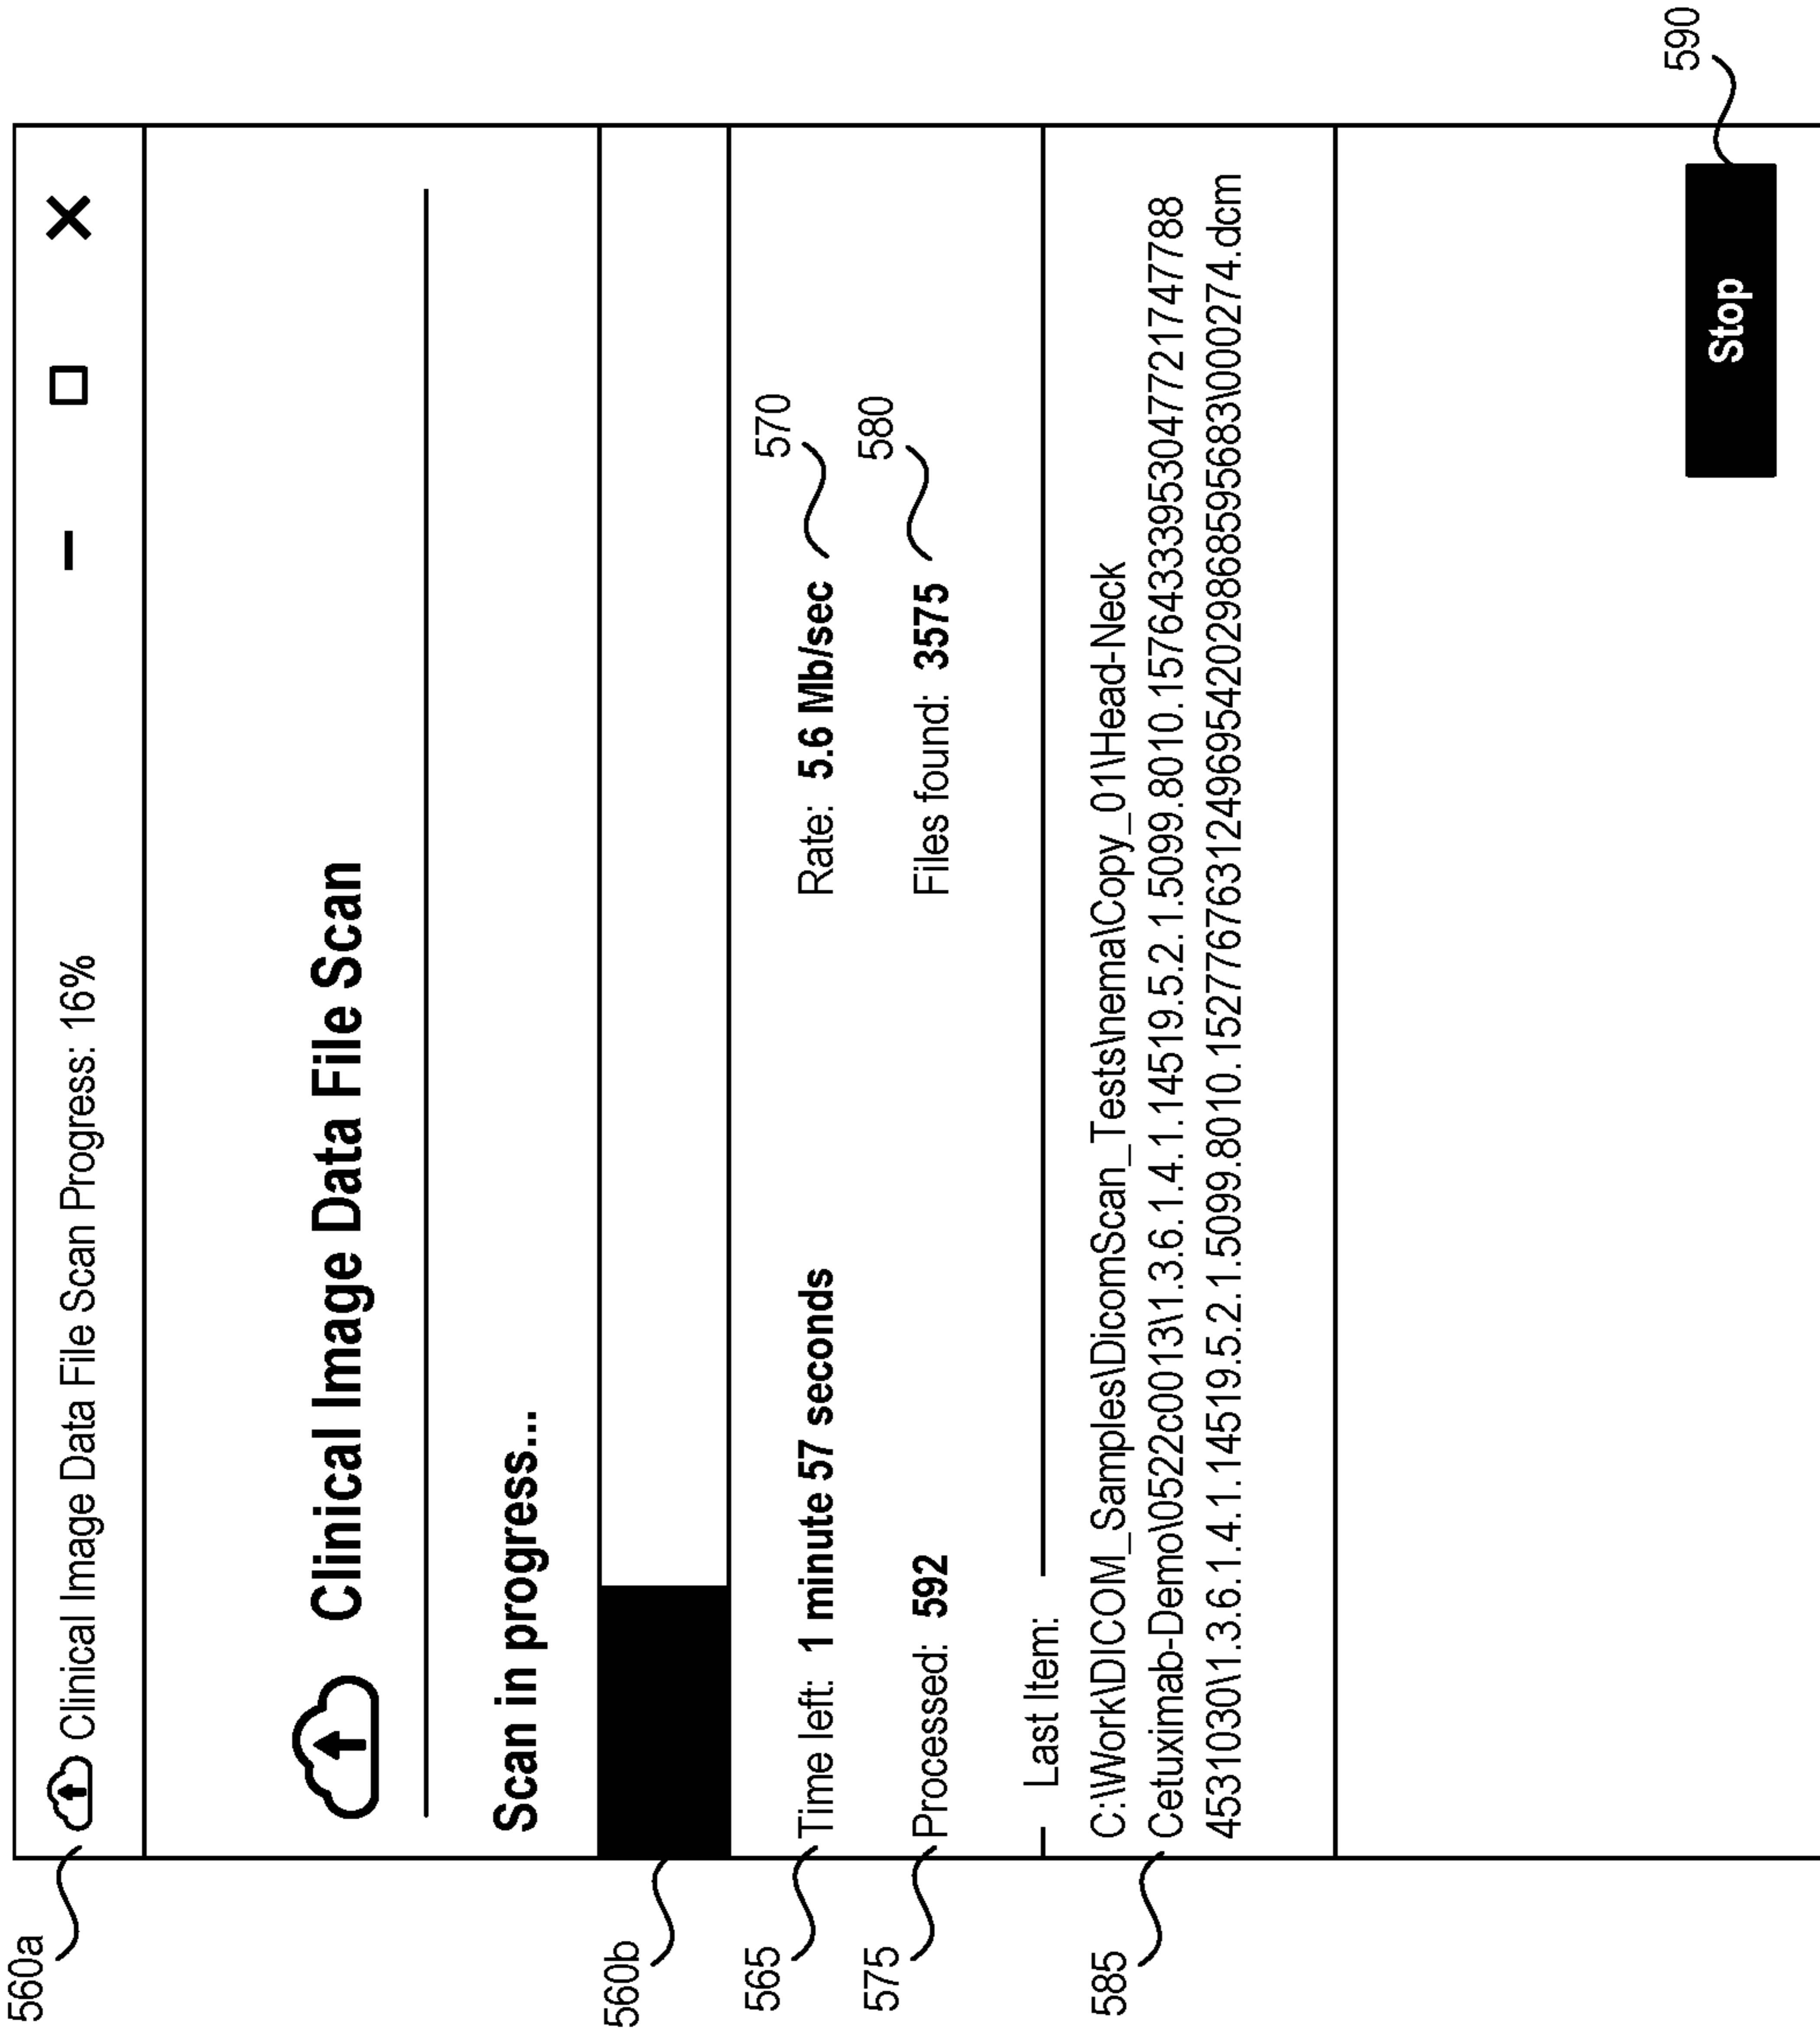 560a
Clinical Image Data File Scan Progress: 16%
Clinical Image Data File Scan
Scan in progress...
560b
565
Time left: 1 minute 57 seconds
Rate: 5.6 Mb/sec
570
575
Processed: 592
Files found: 3575
580
Last Item:
585
C:\Work\DICOM_Samples\DicomScan_Tests\nema\Copy_01\Head-Neck
Cetuximab-Demo\0522c0013\1.3.6.1.4.1.14519.5.2.1.5099.8010.15764333953047721747788
4531030\1.3.6.1.4.1.14519.5.2.1.5099.8010.152776763124969542029868595683\000274.dcm
Stop
590